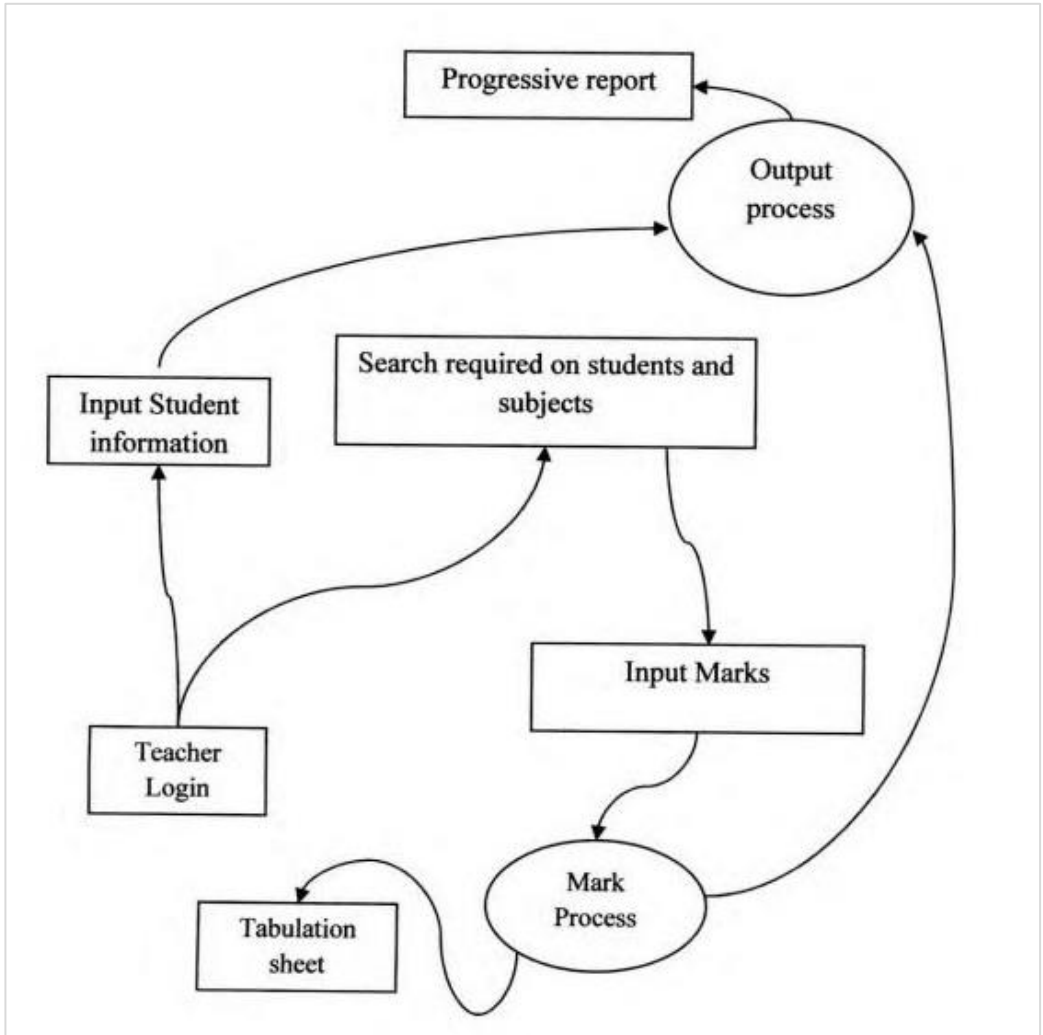 Progressive report
Output
process
Search required on students and
subjects
Input Student
information
Input Marks
Teacher
Login
Mark
Process
Tabulation
sheet